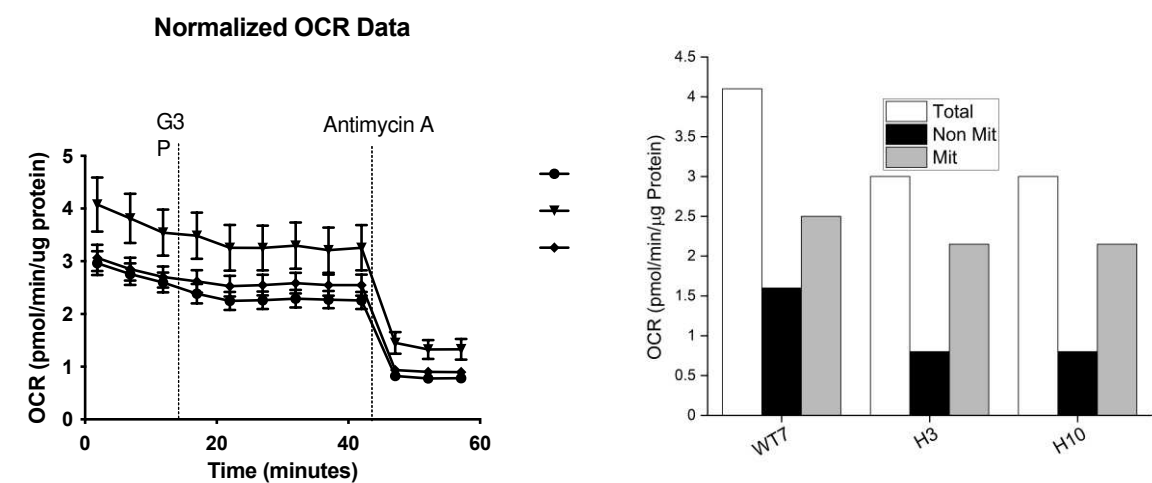 Normalized OCR Data
G3
P
Antimycin A
OCR (pmol/min/ug protein)
5
4
3
2
1
0
0 20 40 60
Time (minutes)
OCR (pmol/min/µg Protein)
4.5
4
3.5
3
2.5
2
1.5
1
0.5
0
Total
Non Mit
Mit
WT7 H3 H10